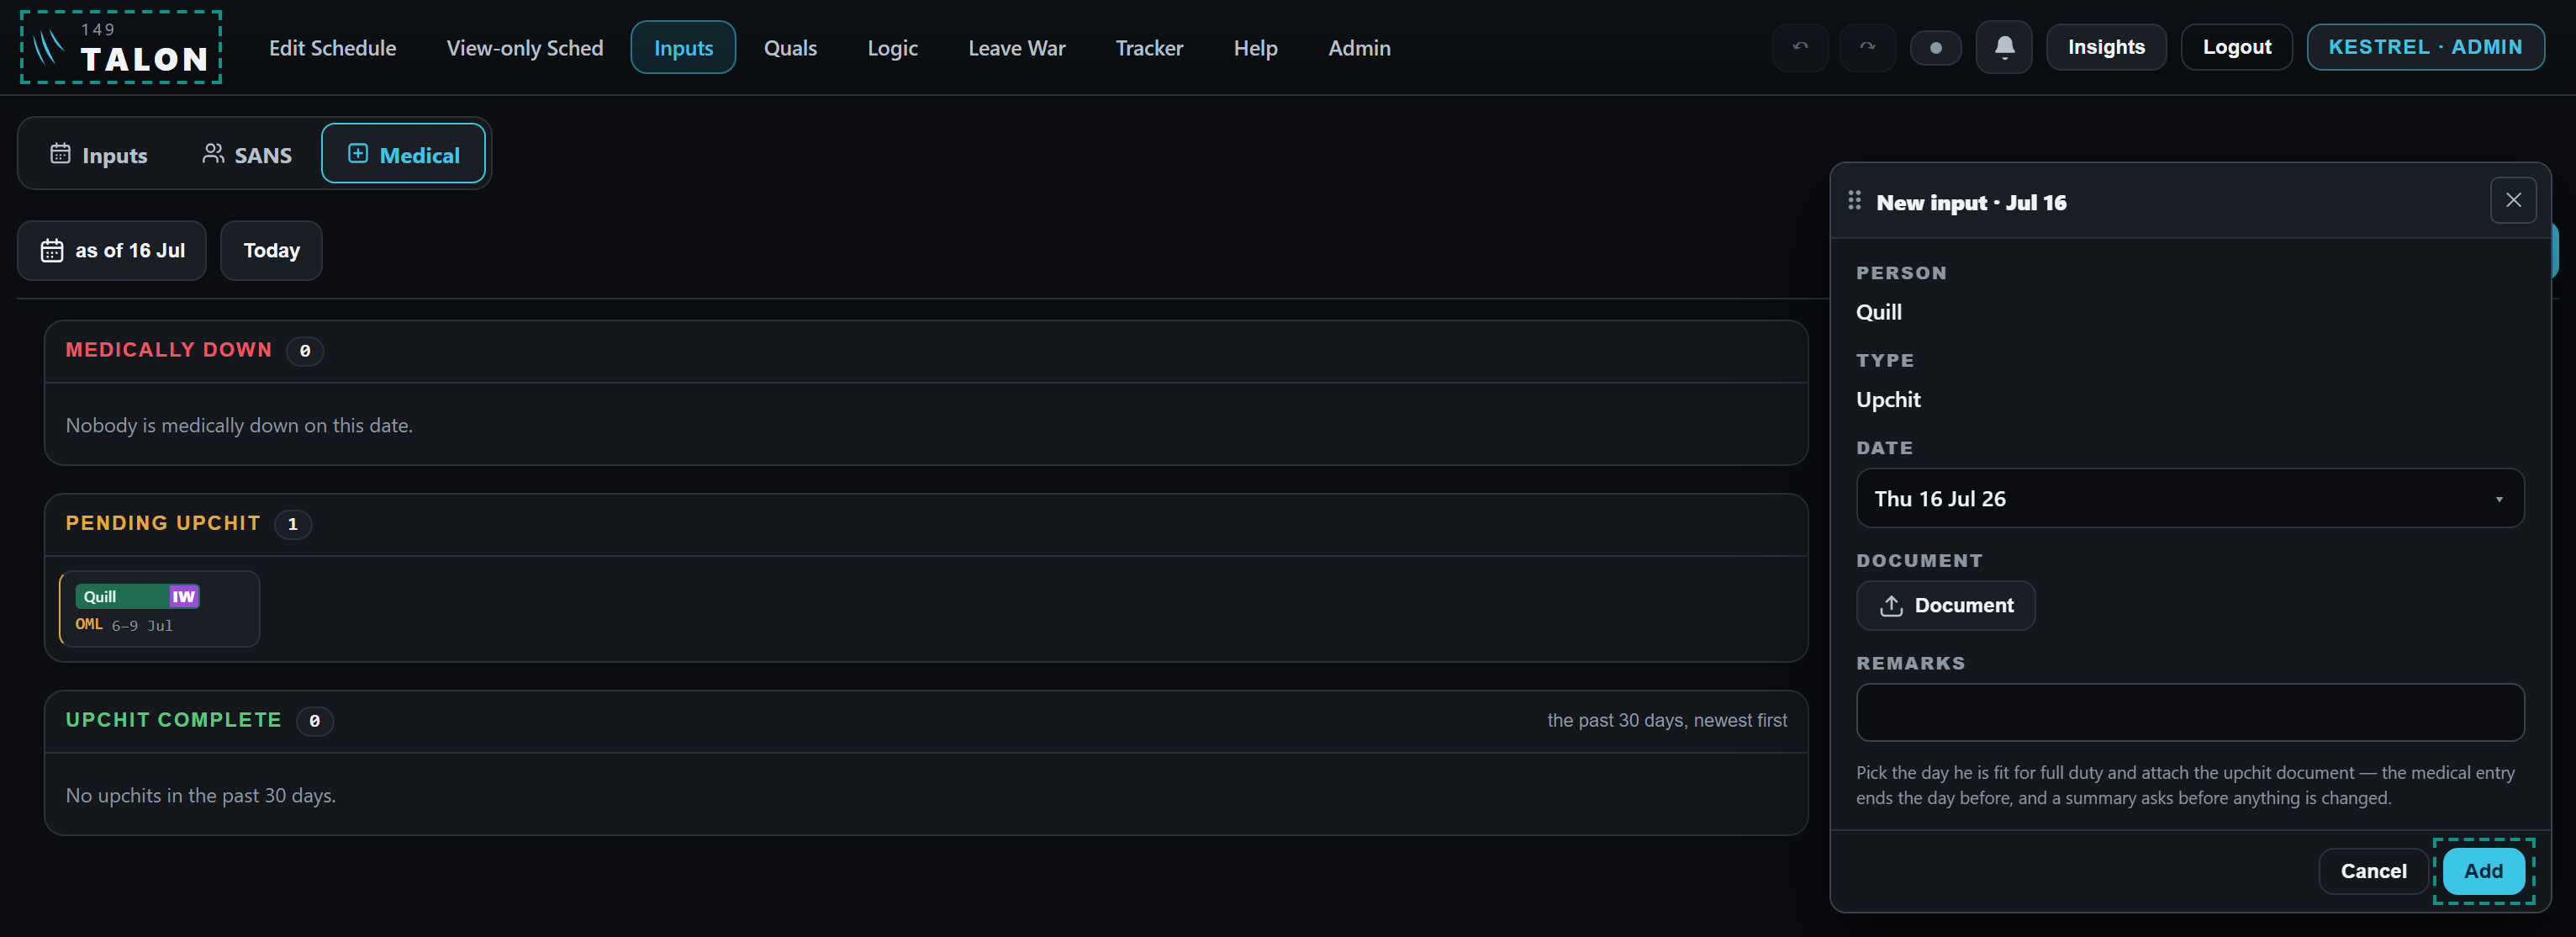 149
TALON
Edit Schedule
View-only Sched
Inputs
Quals
Logic
Leave War
Tracker
Help
Admin
Insights
Logout
KESTREL · ADMIN
Inputs
SANS
Medical
as of 16 Jul
Today
MEDICALLY DOWN 0
Nobody is medically down on this date.
PENDING UPCHIT 1
Quill IW
OML 6–9 Jul
UPCHIT COMPLETE 0
the past 30 days, newest first
No upchits in the past 30 days.
New input · Jul 16
PERSON
Quill
TYPE
Upchit
DATE
Thu 16 Jul 26
DOCUMENT
Document
REMARKS
Pick the day he is fit for full duty and attach the upchit document — the medical entry
ends the day before, and a summary asks before anything is changed.
Cancel
Add